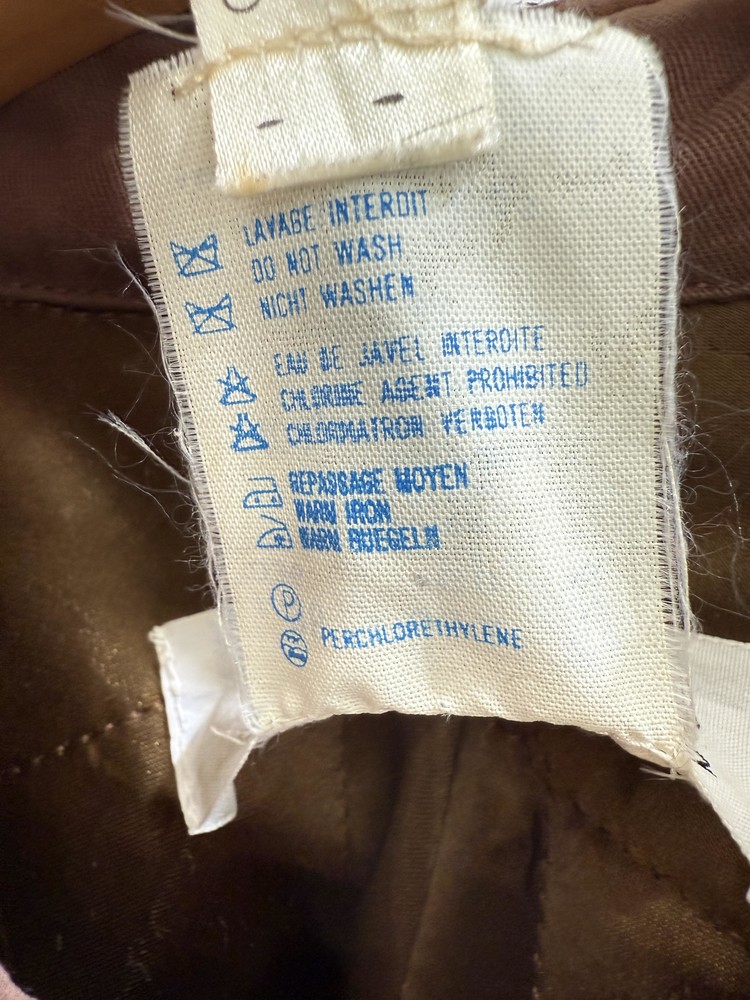 LAVAGE INTERDIT
DO NOT WASH
NICHT WASHEN
EAU DE JAVEL INTERDITE
CHLORINE AGENT PROHIBITED
CHLORMATRON VERBOTEN
REPASSAGE MOYEN
WARM IRON
WARM BUEGELN
P
PERCHLORETHYLENE